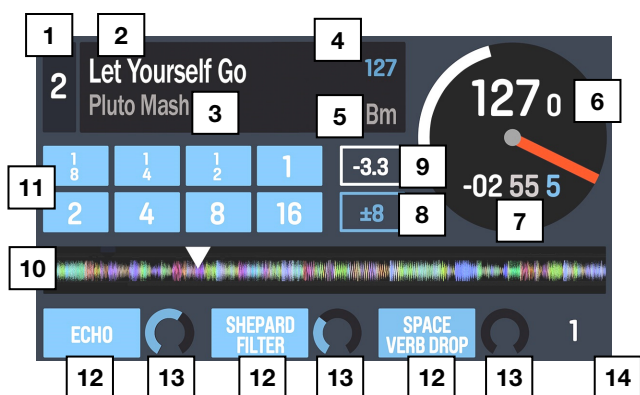 1 2 4
2 Let Yourself Go 127
Pluto Mash 3 5 Bm
127 0 6
-02 55 5
7
1/8 1/4 1/2 1 -3.3 9
11
2 4 8 16 ±8 8
10
ECHO SHEPARD FILTER SPACE VERB DROP 1
12 13 12 13 12 13 14